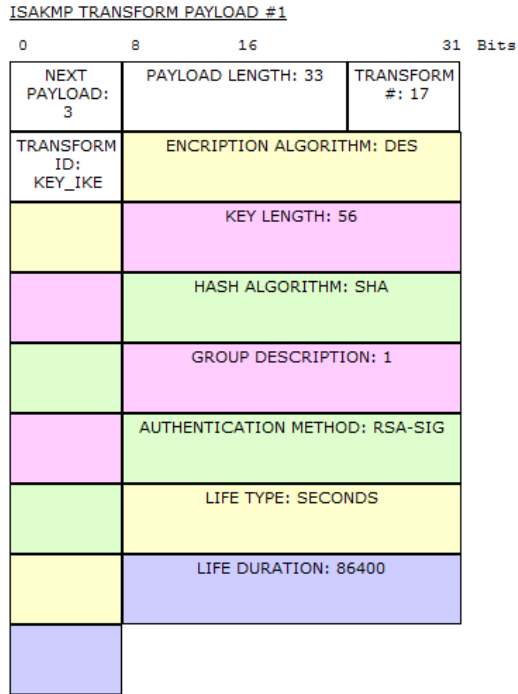 ISAKMP TRANSFORM PAYLOAD #1
0 8 16 31 Bits
NEXT
PAYLOAD:
3
PAYLOAD LENGTH: 33
TRANSFORM
#: 17
TRANSFORM
ID:
KEY_IKE
ENCRIPTION ALGORITHM: DES
KEY LENGTH: 56
HASH ALGORITHM: SHA
GROUP DESCRIPTION: 1
AUTHENTICATION METHOD: RSA-SIG
LIFE TYPE: SECONDS
LIFE DURATION: 86400